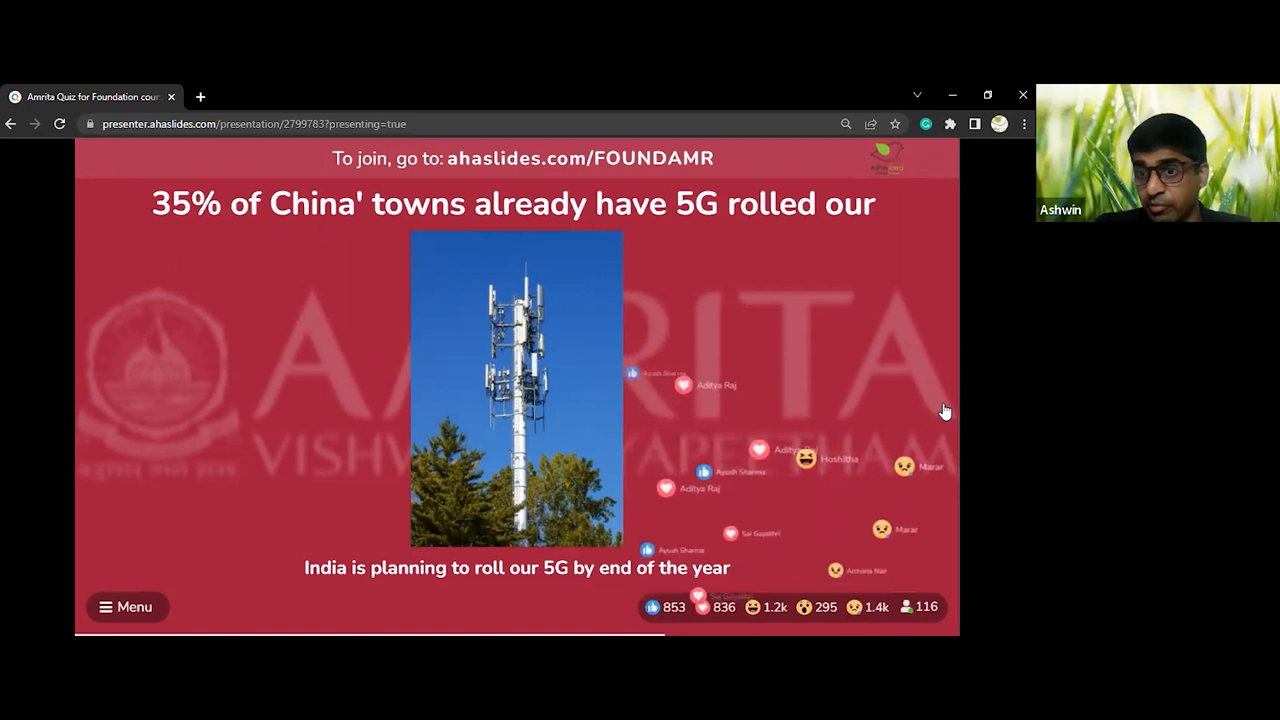 Amrita Quiz for Foundation cour
presenter.ahaslides.com/presentation/2799783?presenting=true
To join, go to: ahaslides.com/FOUNDAMR
35% of China' towns already have 5G rolled our
Ashwin
Ayush Sharma
Aditya Raj
Hoshitha
Marar
Ayush Sharma
Aditya Raj
Sai Gayathri
Marar
Ayush Sharma
India is planning to roll our 5G by end of the year
Menu
853 836 1.2k 295 1.4k 116